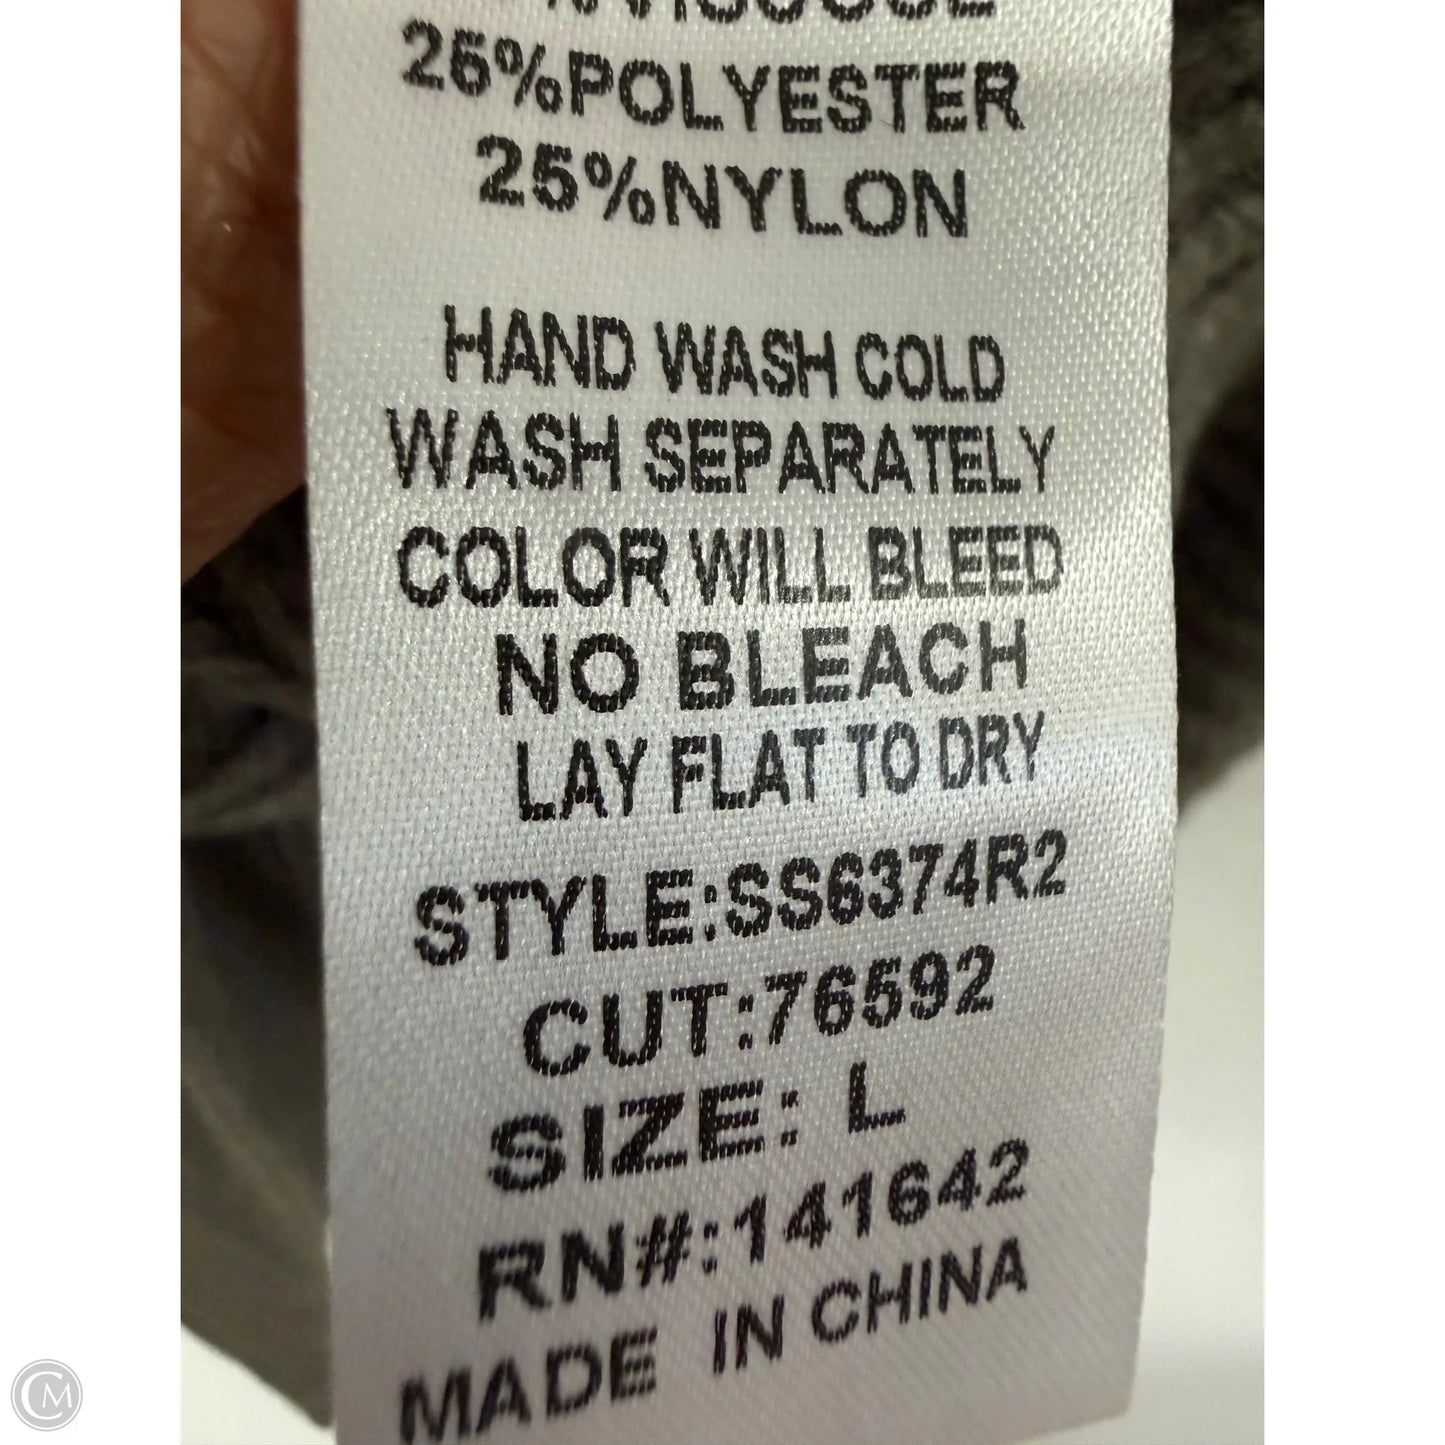 26%POLYESTER
25%NYLON
HAND WASH COLD
WASH SEPARATELY
COLOR WILL BLEED
NO BLEACH
LAY FLAT TO DRY
STYLE:SS6374R2
CUT:76592
SIZE: L
RN#:141642
MADE IN CHINA
CM